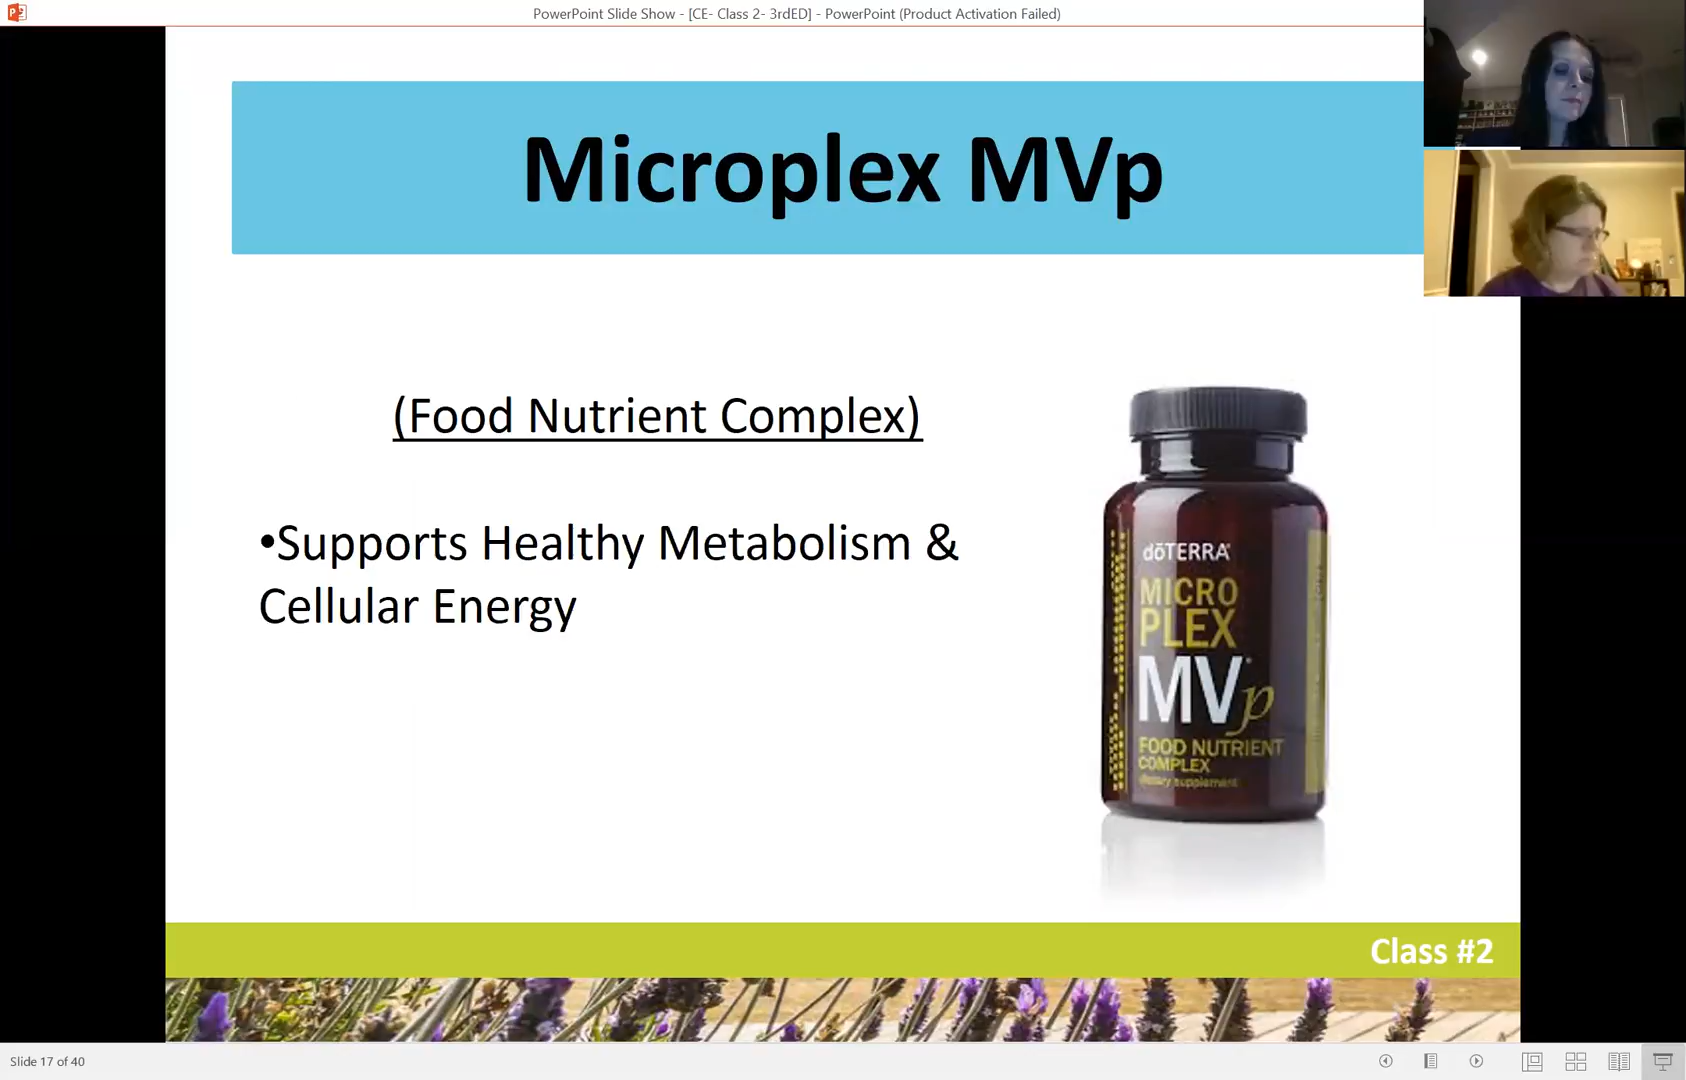 PowerPoint Slide Show - [CE- Class 2- 3rdED] - PowerPoint (Product Activation Failed)
Microplex MVp
(Food Nutrient Complex)
•Supports Healthy Metabolism &
Cellular Energy
dōTERRA
MICRO
PLEX
MVp
FOOD NUTRIENT
COMPLEX
dietary supplement
Class #2
Slide 17 of 40